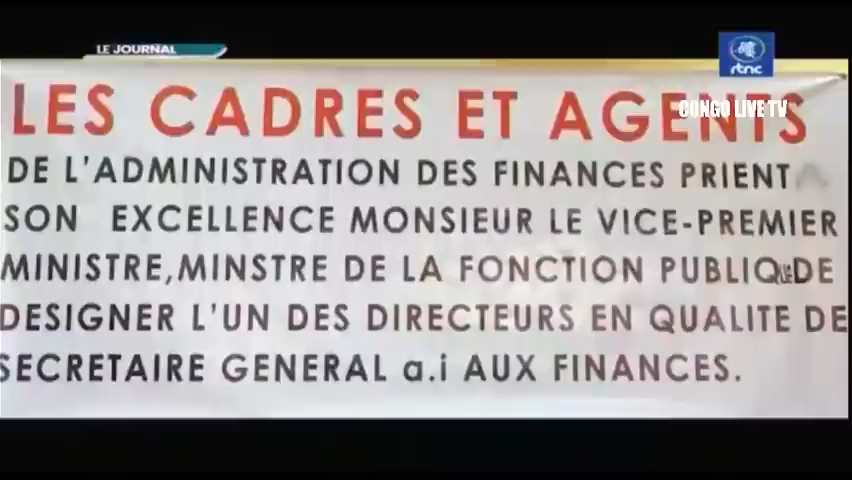 LE JOURNAL
rtnc
CONGO LIVE TV
LES CADRES ET AGENTS
DE L'ADMINISTRATION DES FINANCES PRIENT A
SON EXCELLENCE MONSIEUR LE VICE-PREMIER
MINISTRE,MINSTRE DE LA FONCTION PUBLIQUE DE
DESIGNER L'UN DES DIRECTEURS EN QUALITE DE
SECRETAIRE GENERAL a.i AUX FINANCES.